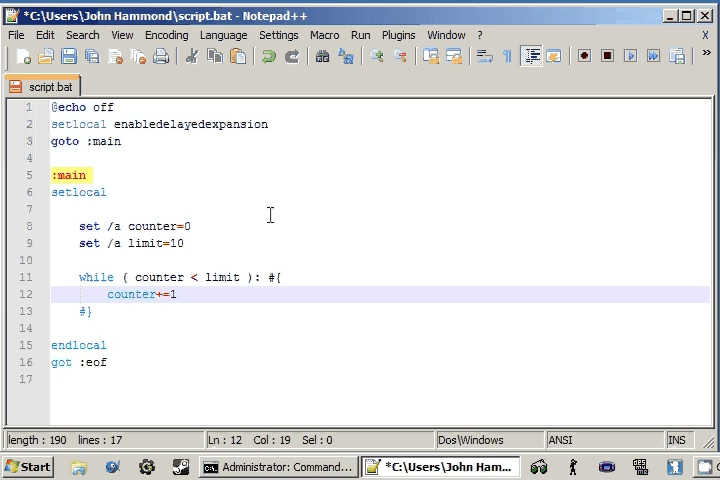 *C:\Users\John Hammond\script.bat - Notepad++
File Edit Search View Encoding Language Settings Macro Run Plugins Window ? X
script.bat
1 @echo off
2 setlocal enabledelayedexpansion
3 goto :main
4
5 :main
6 setlocal
7
8 set /a counter=0
9 set /a limit=10
10
11 while ( counter < limit ): #{
12 counter+=1
13 #}
14
15 endlocal
16 got :eof
17
length : 190 lines : 17 Ln : 12 Col : 19 Sel : 0 Dos\Windows ANSI INS
Start Administrator: Command... *C:\Users\John Hamm...